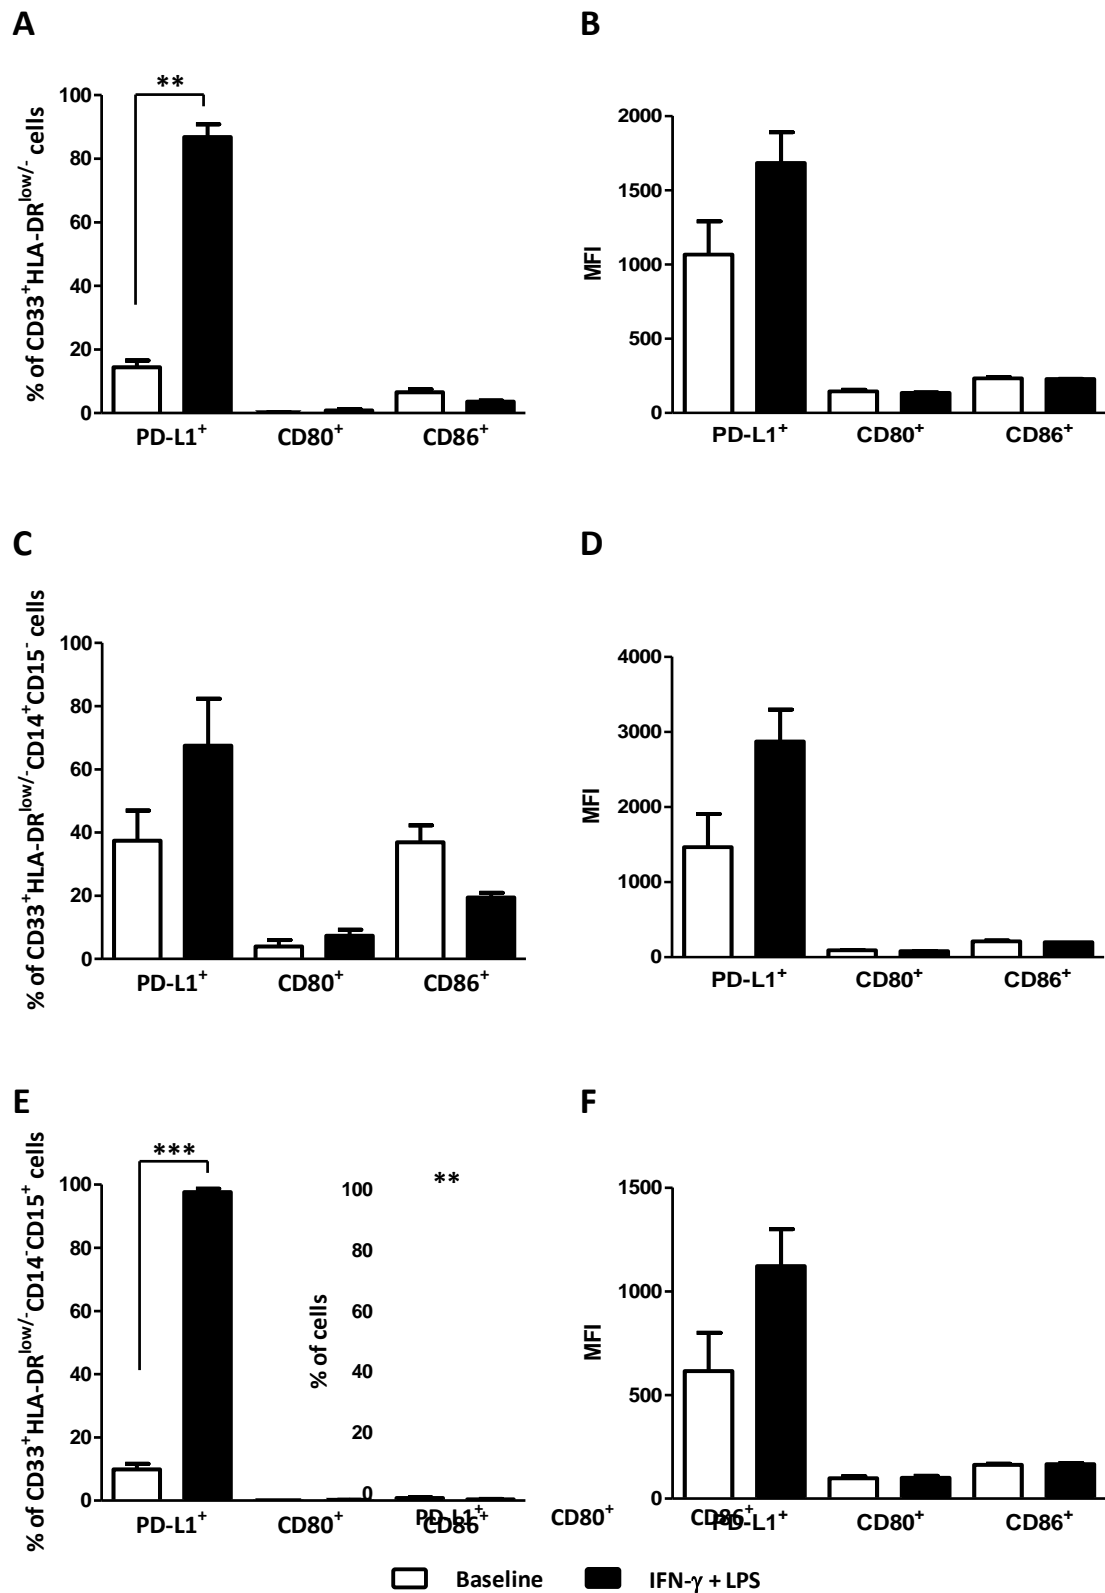 A
B
**
% of CD33+HLA-DRlow/- cells
100
80
60
40
20
0
PD-L1+ CD80+ CD86+
MFI
2000
1500
1000
500
0
PD-L1+ CD80+ CD86+
C
D
% of CD33+HLA-DRlow/-CD14+CD15- cells
100
80
60
40
20
0
PD-L1+ CD80+ CD86+
MFI
4000
3000
2000
1000
0
PD-L1+ CD80+ CD86+
E
F
***
% of CD33+HLA-DRlow/-CD14-CD15+ cells
100
80
60
40
20
0
PD-L1+ CD80+ CD86+
**
% of cells
100
80
60
40
20
0
PD-L1+ CD80+ CD86+
MFI
1500
1000
500
0
PD-L1+ CD80+ CD86+
Baseline IFN-γ + LPS